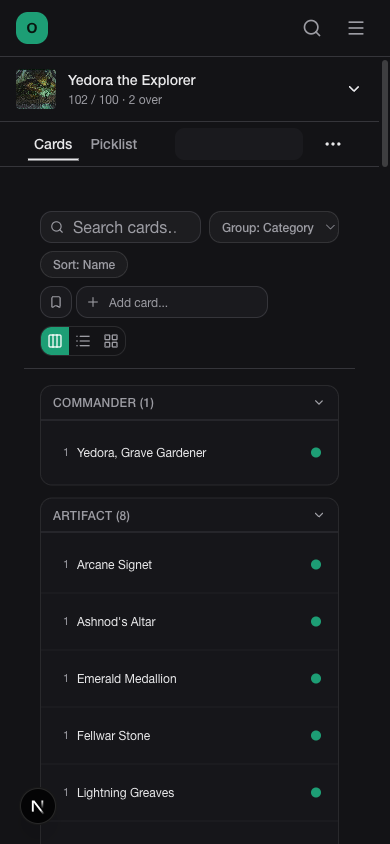 O
Yedora the Explorer
102 / 100 · 2 over
Cards
Picklist
Search cards..
Group: Category
Sort: Name
Add card...
COMMANDER (1)
1 Yedora, Grave Gardener
ARTIFACT (8)
1 Arcane Signet
1 Ashnod's Altar
1 Emerald Medallion
1 Fellwar Stone
1 Lightning Greaves
N